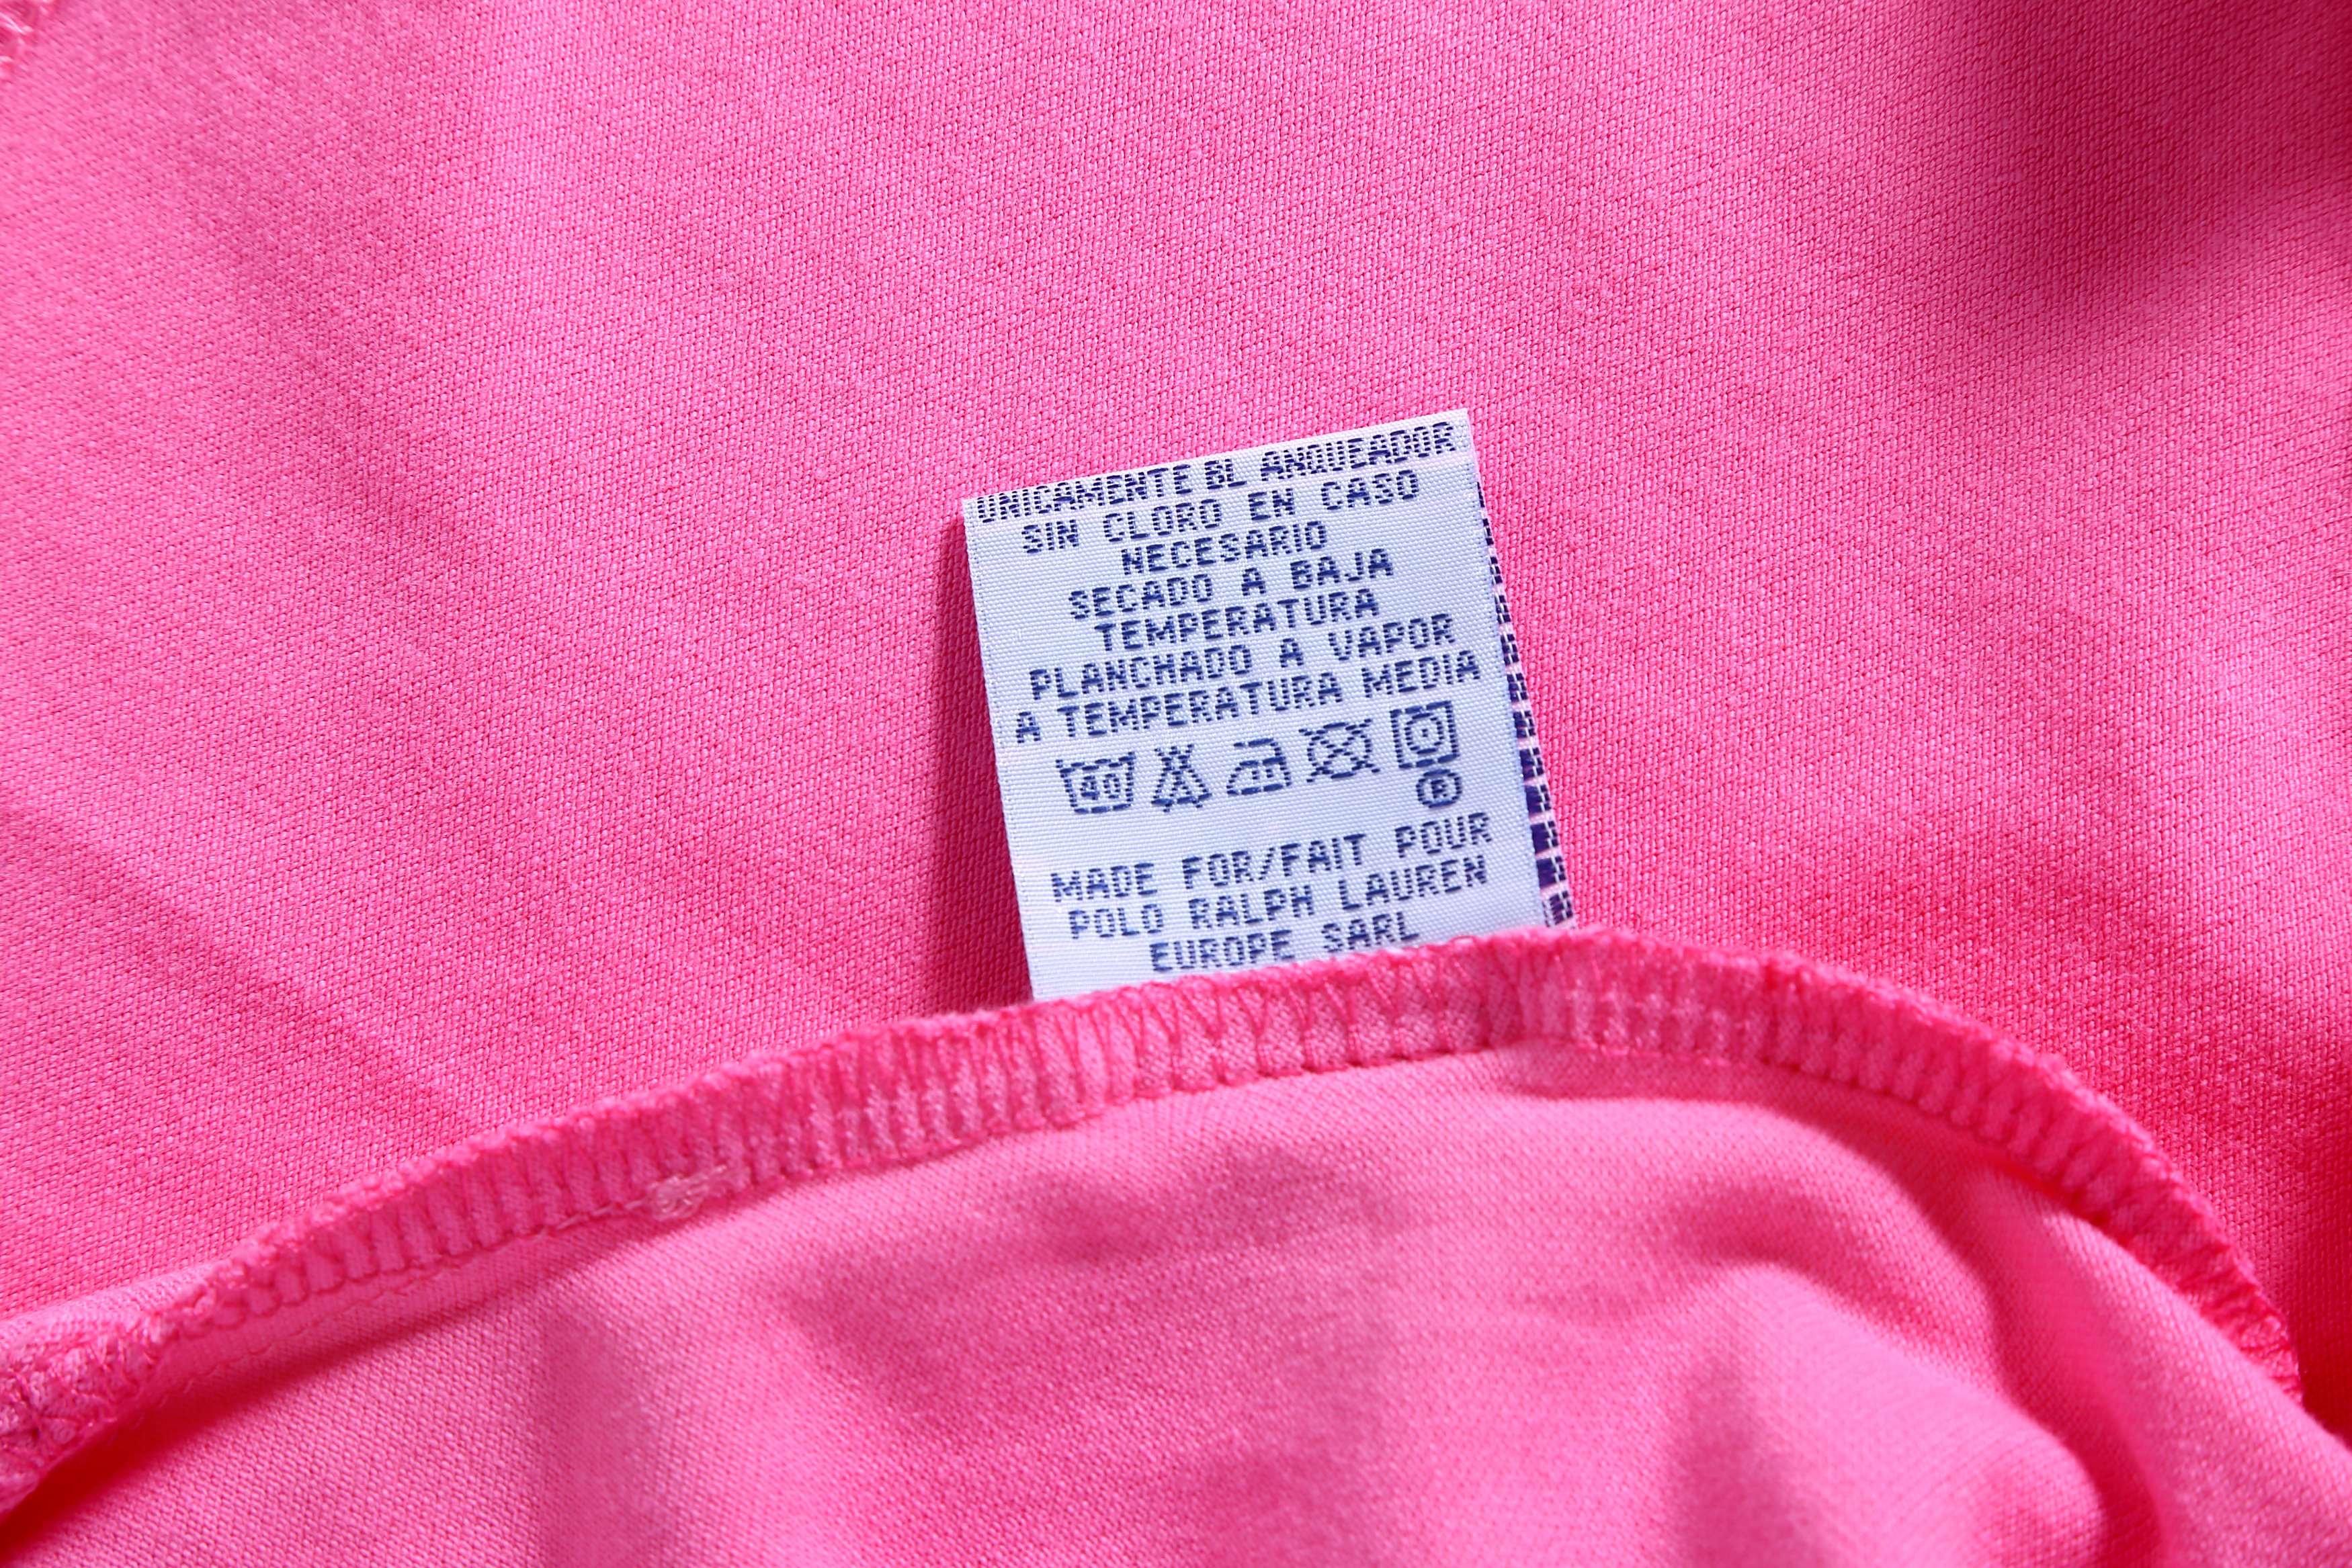 UNICAMENTE BL ANQUEADOR
SIN CLORO EN CASO
NECESARIO
SECADO A BAJA
TEMPERATURA
PLANCHADO A VAPOR
A TEMPERATURA MEDIA
40
®
MADE FOR/FAIT POUR
POLO RALPH LAUREN
EUROPE SARL